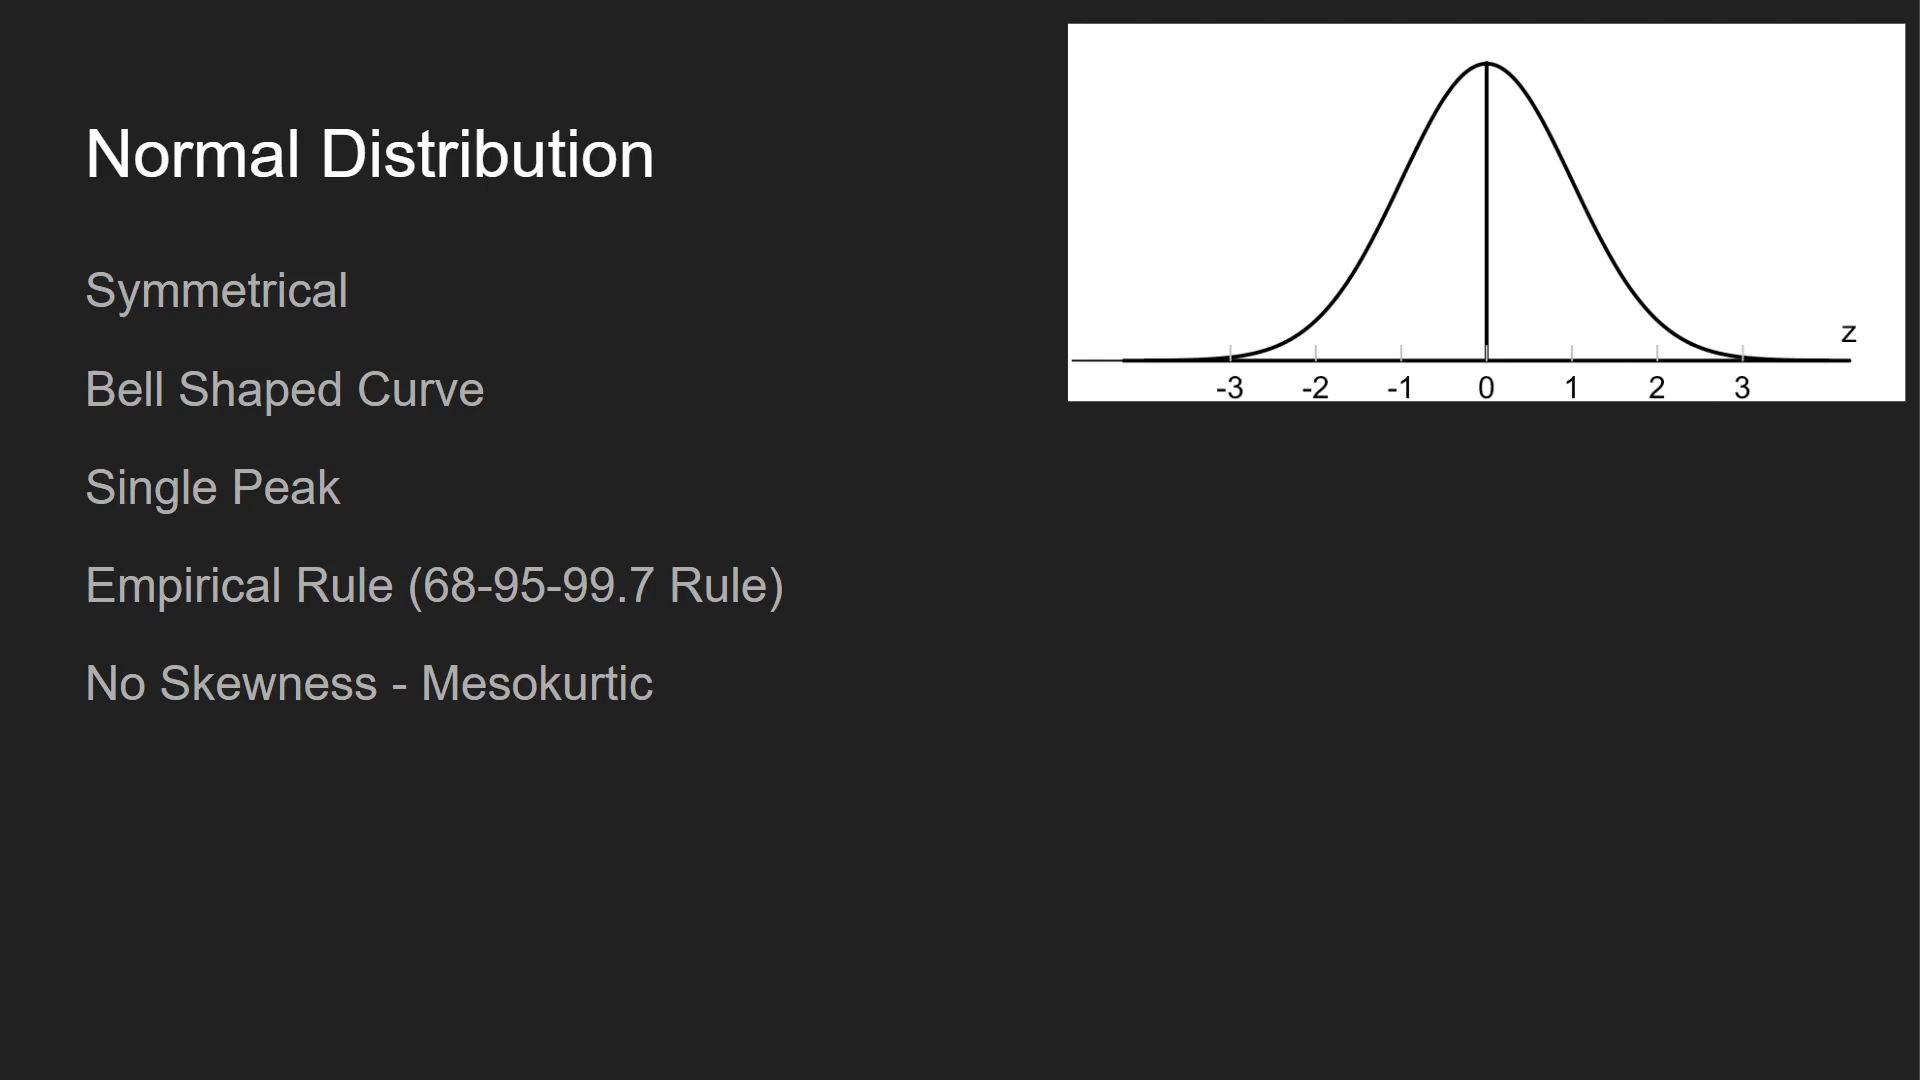 Normal Distribution
Symmetrical
Bell Shaped Curve
Single Peak
Empirical Rule (68-95-99.7 Rule)
No Skewness - Mesokurtic
z
-3 -2 -1 0 1 2 3